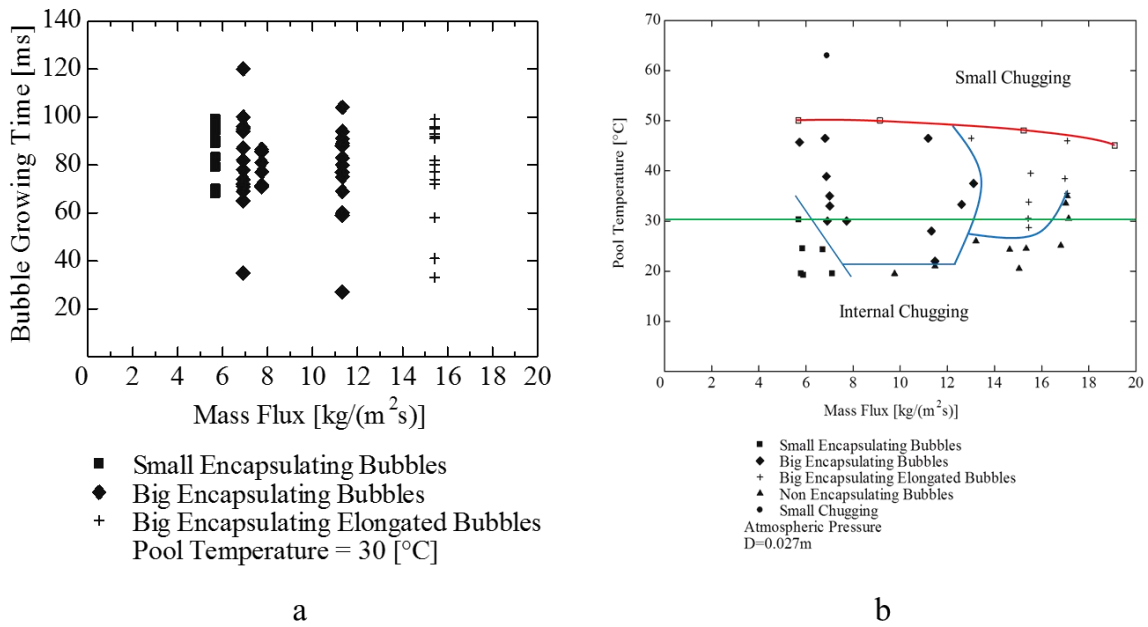 Bubble Growing Time [ms]
140
120
100
80
60
40
20
0 2 4 6 8 10 12 14 16 18 20
Mass Flux [kg/(m²s)]
Small Encapsulating Bubbles
Big Encapsulating Bubbles
Big Encapsulating Elongated Bubbles
Pool Temperature = 30 [°C]
a
Pool Temperature [°C]
70
60
50
40
30
20
10
0 2 4 6 8 10 12 14 16 18 20
Small Chugging
Internal Chugging
Mass Flux [kg/(m²s)]
Small Encapsulating Bubbles
Big Encapsulating Bubbles
Big Encapsulating Elongated Bubbles
Non Encapsulating Bubbles
Small Chugging
Atmospheric Pressure
D=0.027m
b